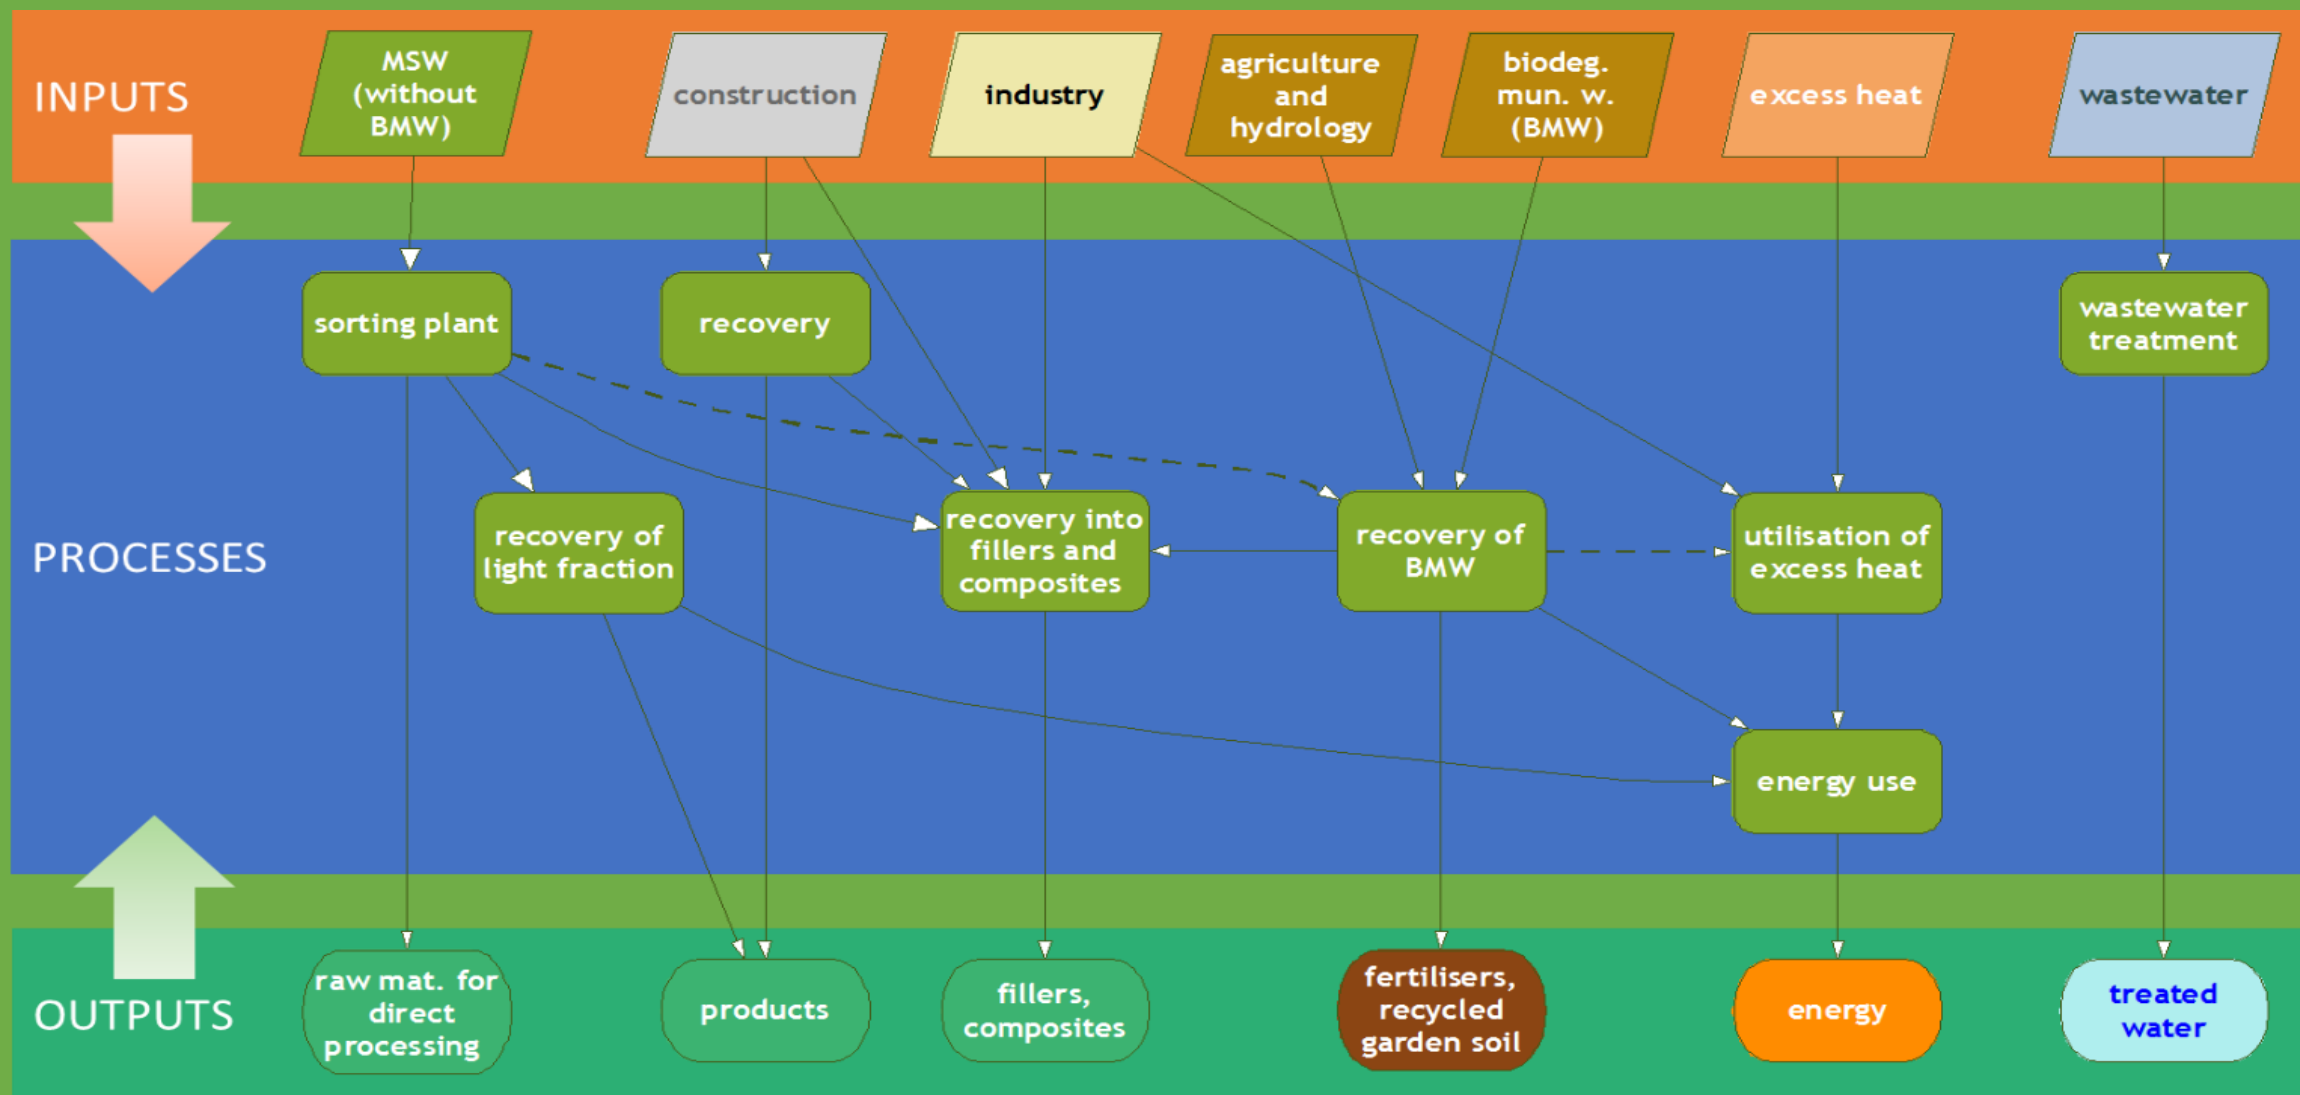 INPUTS
MSW
(without
BMW)
construction
industry
agriculture
and
hydrology
biodeg.
mun. w.
(BMW)
excess heat
wastewater
PROCESSES
sorting plant
recovery
wastewater
treatment
recovery of
light fraction
recovery into
fillers and
composites
recovery of
BMW
utilisation of
excess heat
energy use
OUTPUTS
raw mat. for
direct
processing
products
fillers,
composites
fertilisers,
recycled
garden soil
energy
treated
water